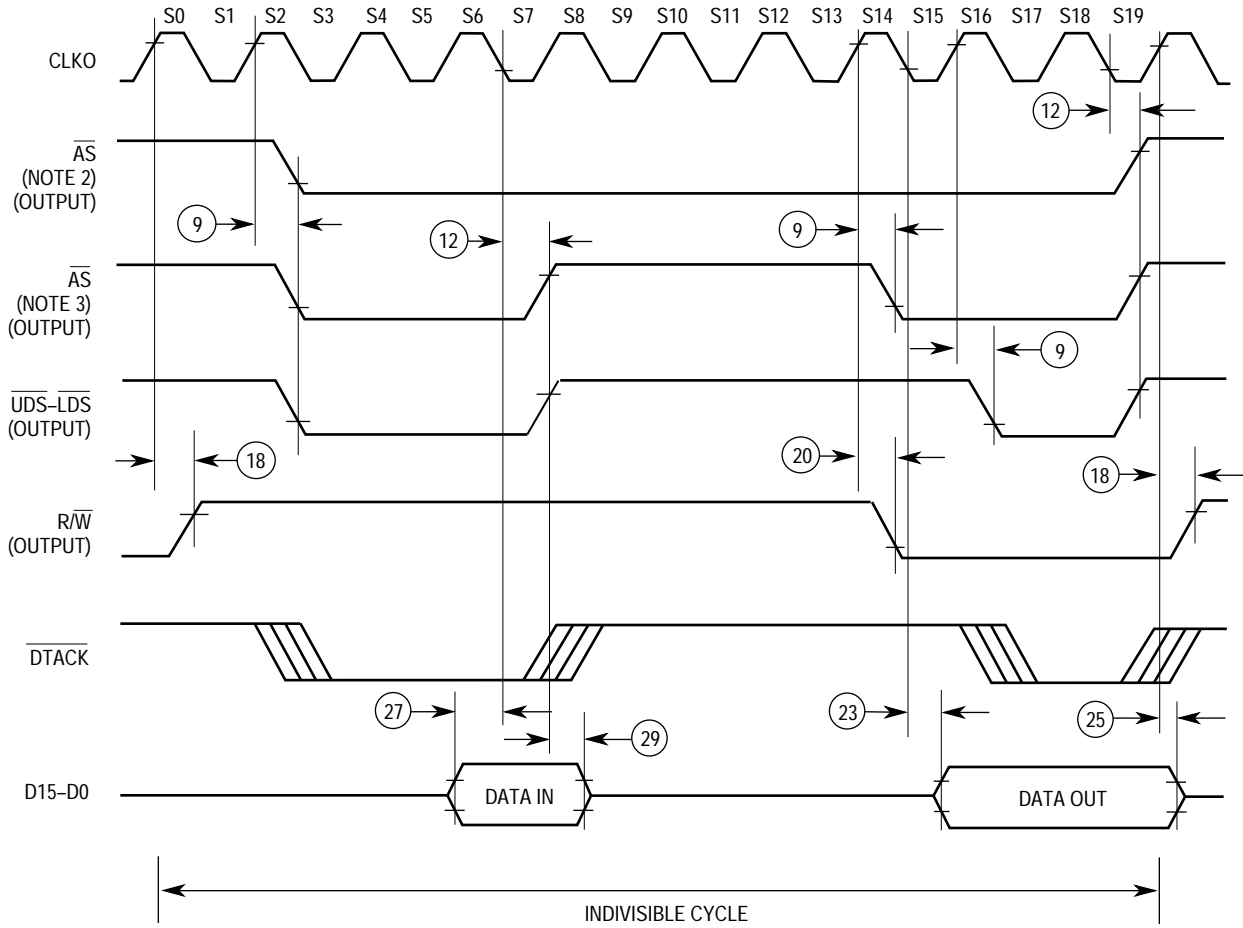 S0 S1 S2 S3 S4 S5 S6 S7 S8 S9 S10 S11 S12 S13 S14 S15 S16 S17 S18 S19
CLKO
12
AS
(NOTE 2)
(OUTPUT)
9 12 9
AS
(NOTE 3)
(OUTPUT)
9
UDS–LDS
(OUTPUT)
18 20 18
R/W
(OUTPUT)
DTACK
27 29 23 25
D15–D0 DATA IN DATA OUT
INDIVISIBLE CYCLE